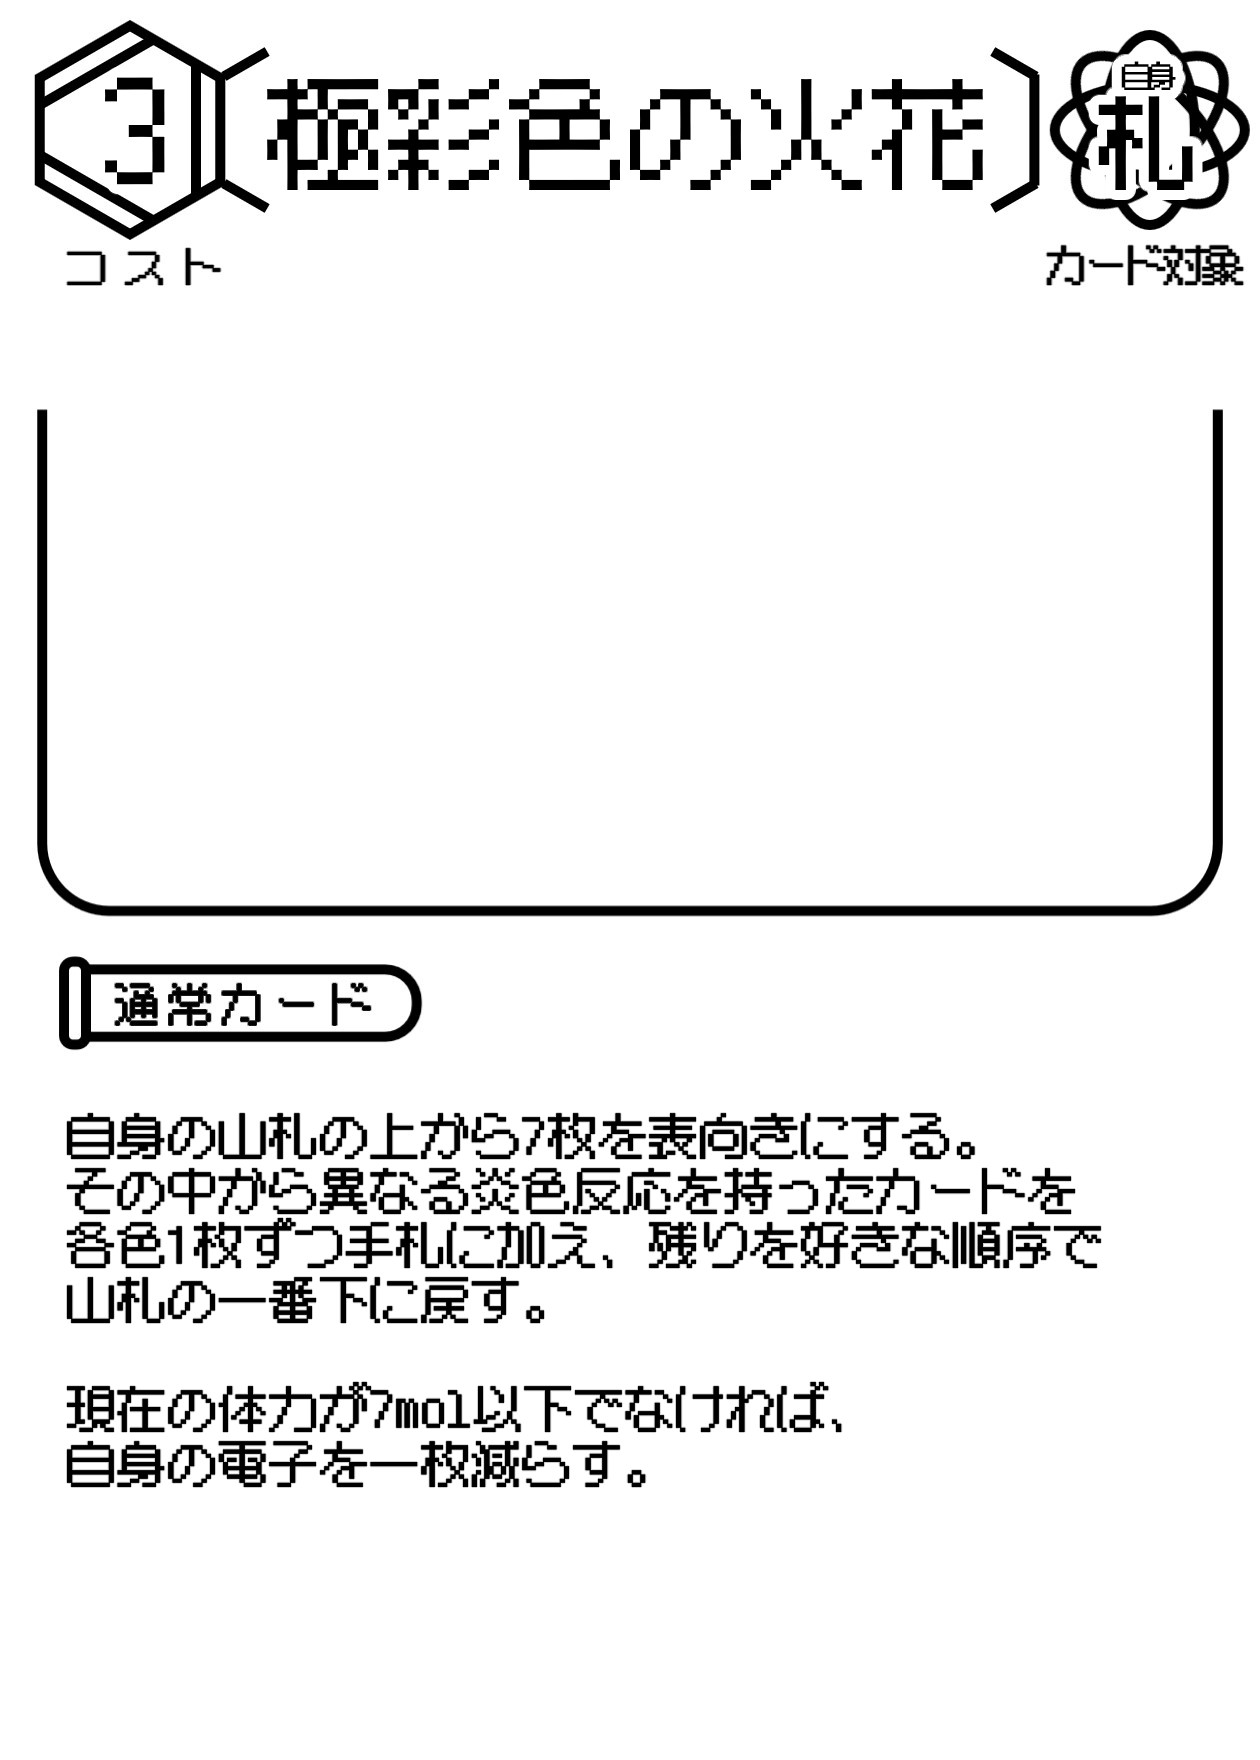 3
極彩色の火花
自身
札
コスト
カード対象
通常カード
自身の山札の上から7枚を表向きにする。
その中から異なる炎色反応を持ったカードを
各色1枚ずつ手札に加え、残りを好きな順序で
山札の一番下に戻す。
現在の体力が7mol以下でなければ、
自身の電子を一枚減らす。